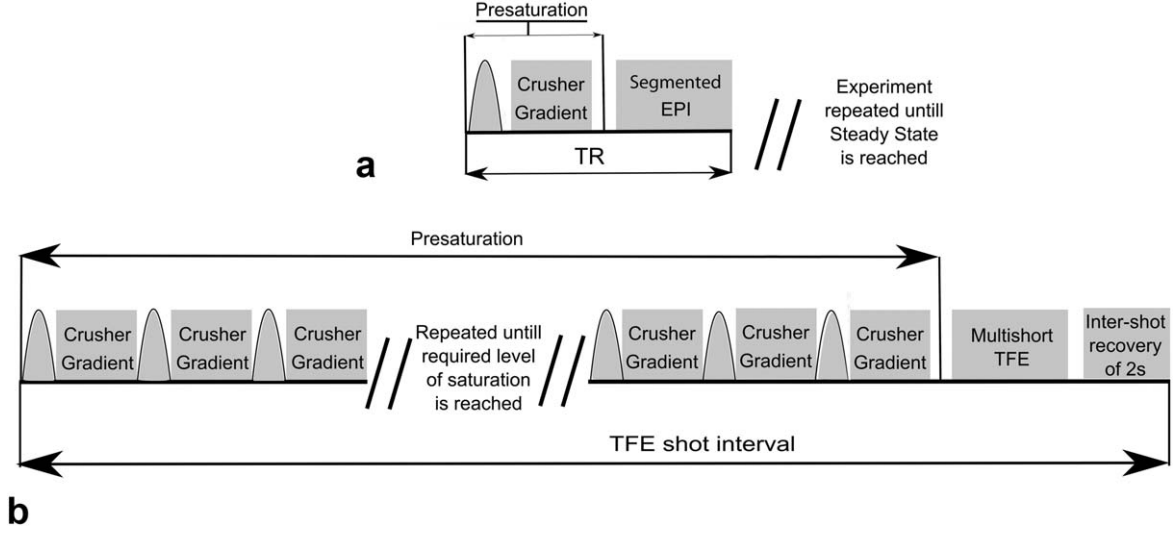 Presaturation
Crusher
Gradient
Segmented
EPI
Experiment
repeated untill
Steady State
is reached
TR
a
Presaturation
Crusher
Gradient
Crusher
Gradient
Crusher
Gradient
Repeated untill
required level
of saturation
is reached
Crusher
Gradient
Crusher
Gradient
Crusher
Gradient
Multishort
TFE
Inter-shot
recovery
of 2s
TFE shot interval
b